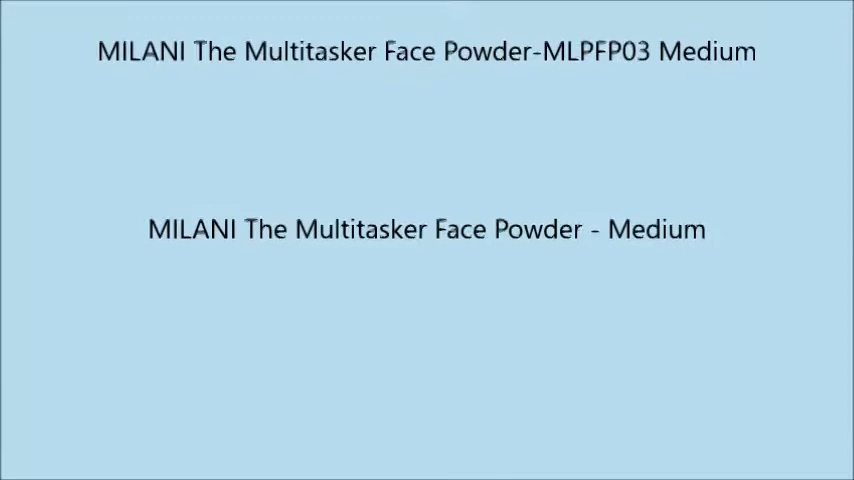 MILANI The Multitasker Face Powder-MLPFP03 Medium
MILANI The Multitasker Face Powder - Medium